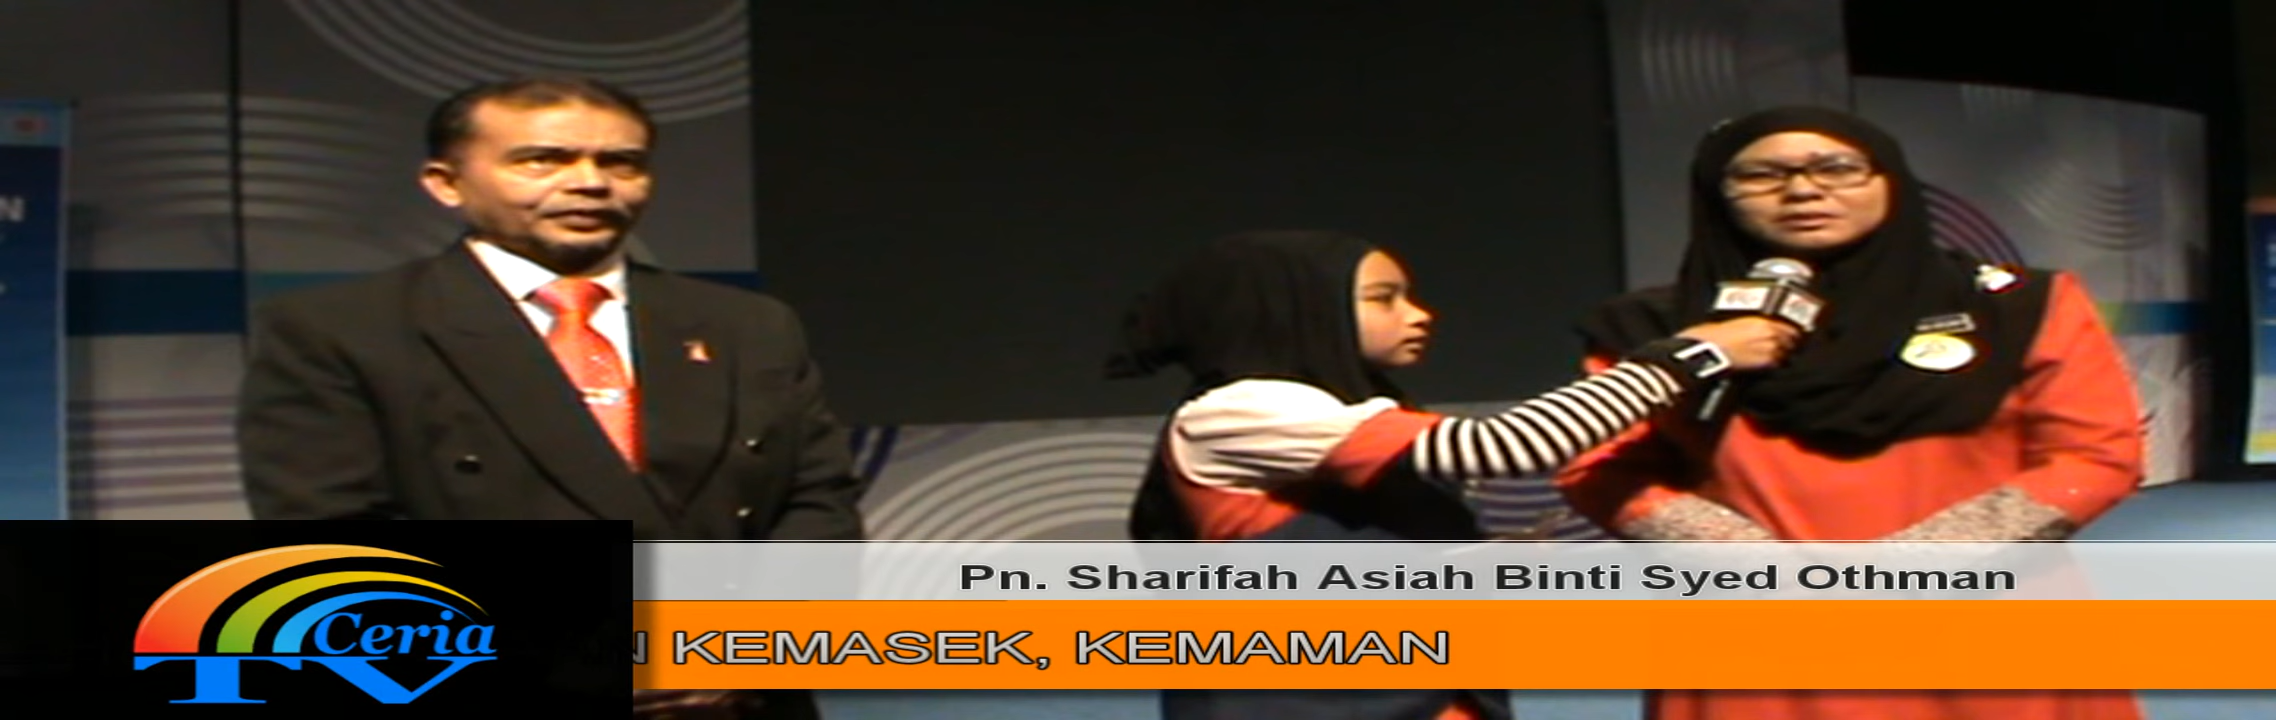 Pn. Sharifah Asiah Binti Syed Othman
KEMASEK, KEMAMAN
Ceria
TV